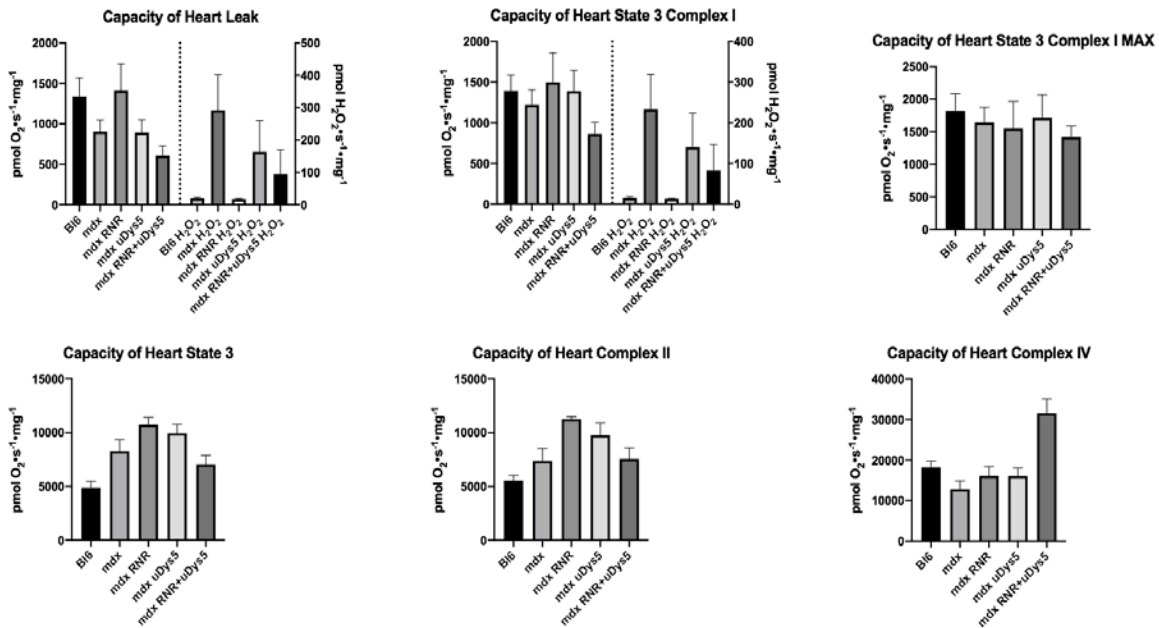 Capacity of Heart Leak
pmol O₂•s⁻¹•mg⁻¹
2000
1500
1000
500
0
500
400
300
200
100
0
pmol H₂O₂•s⁻¹•mg⁻¹
Bl6
mdx
mdx RNR
mdx uDys5
mdx RNR+uDys5
Bl6 H₂O₂
mdx H₂O₂
mdx RNR H₂O₂
mdx uDys5 H₂O₂
mdx RNR+uDys5 H₂O₂
Capacity of Heart State 3 Complex I
pmol O₂•s⁻¹•mg⁻¹
2000
1500
1000
500
0
400
300
200
100
0
pmol H₂O₂•s⁻¹•mg⁻¹
Bl6
mdx
mdx RNR
mdx uDys5
mdx RNR+uDys5
Bl6 H₂O₂
mdx H₂O₂
mdx RNR H₂O₂
mdx uDys5 H₂O₂
mdx RNR+uDys5 H₂O₂
Capacity of Heart State 3 Complex I MAX
pmol O₂•s⁻¹•mg⁻¹
2500
2000
1500
1000
500
0
Bl6
mdx
mdx RNR
mdx uDys5
mdx RNR+uDys5
Capacity of Heart State 3
pmol O₂•s⁻¹•mg⁻¹
15000
10000
5000
0
Bl6
mdx
mdx RNR
mdx uDys5
mdx RNR+uDys5
Capacity of Heart Complex II
pmol O₂•s⁻¹•mg⁻¹
15000
10000
5000
0
Bl6
mdx
mdx RNR
mdx uDys5
mdx RNR+uDys5
Capacity of Heart Complex IV
pmol O₂•s⁻¹•mg⁻¹
40000
30000
20000
10000
0
Bl6
mdx
mdx RNR
mdx uDys5
mdx RNR+uDys5